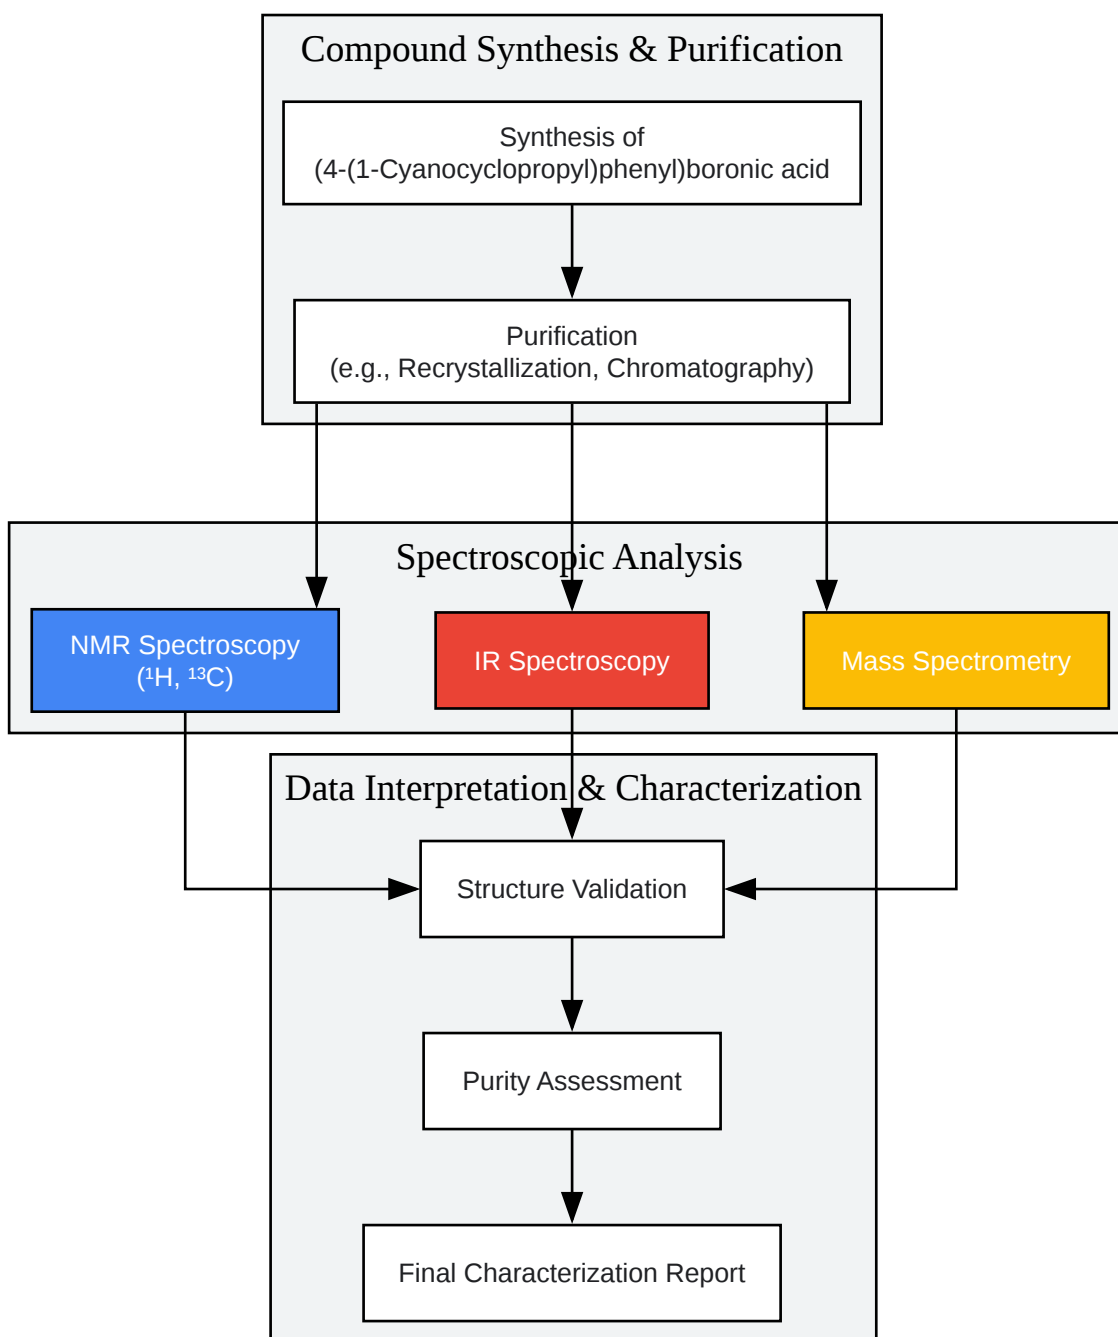 Compound Synthesis & Purification
Synthesis of
(4-(1-Cyanocyclopropyl)phenyl)boronic acid
Purification
(e.g., Recrystallization, Chromatography)
Spectroscopic Analysis
NMR Spectroscopy
(¹H, ¹³C)
IR Spectroscopy
Mass Spectrometry
Data Interpretation & Characterization
Structure Validation
Purity Assessment
Final Characterization Report